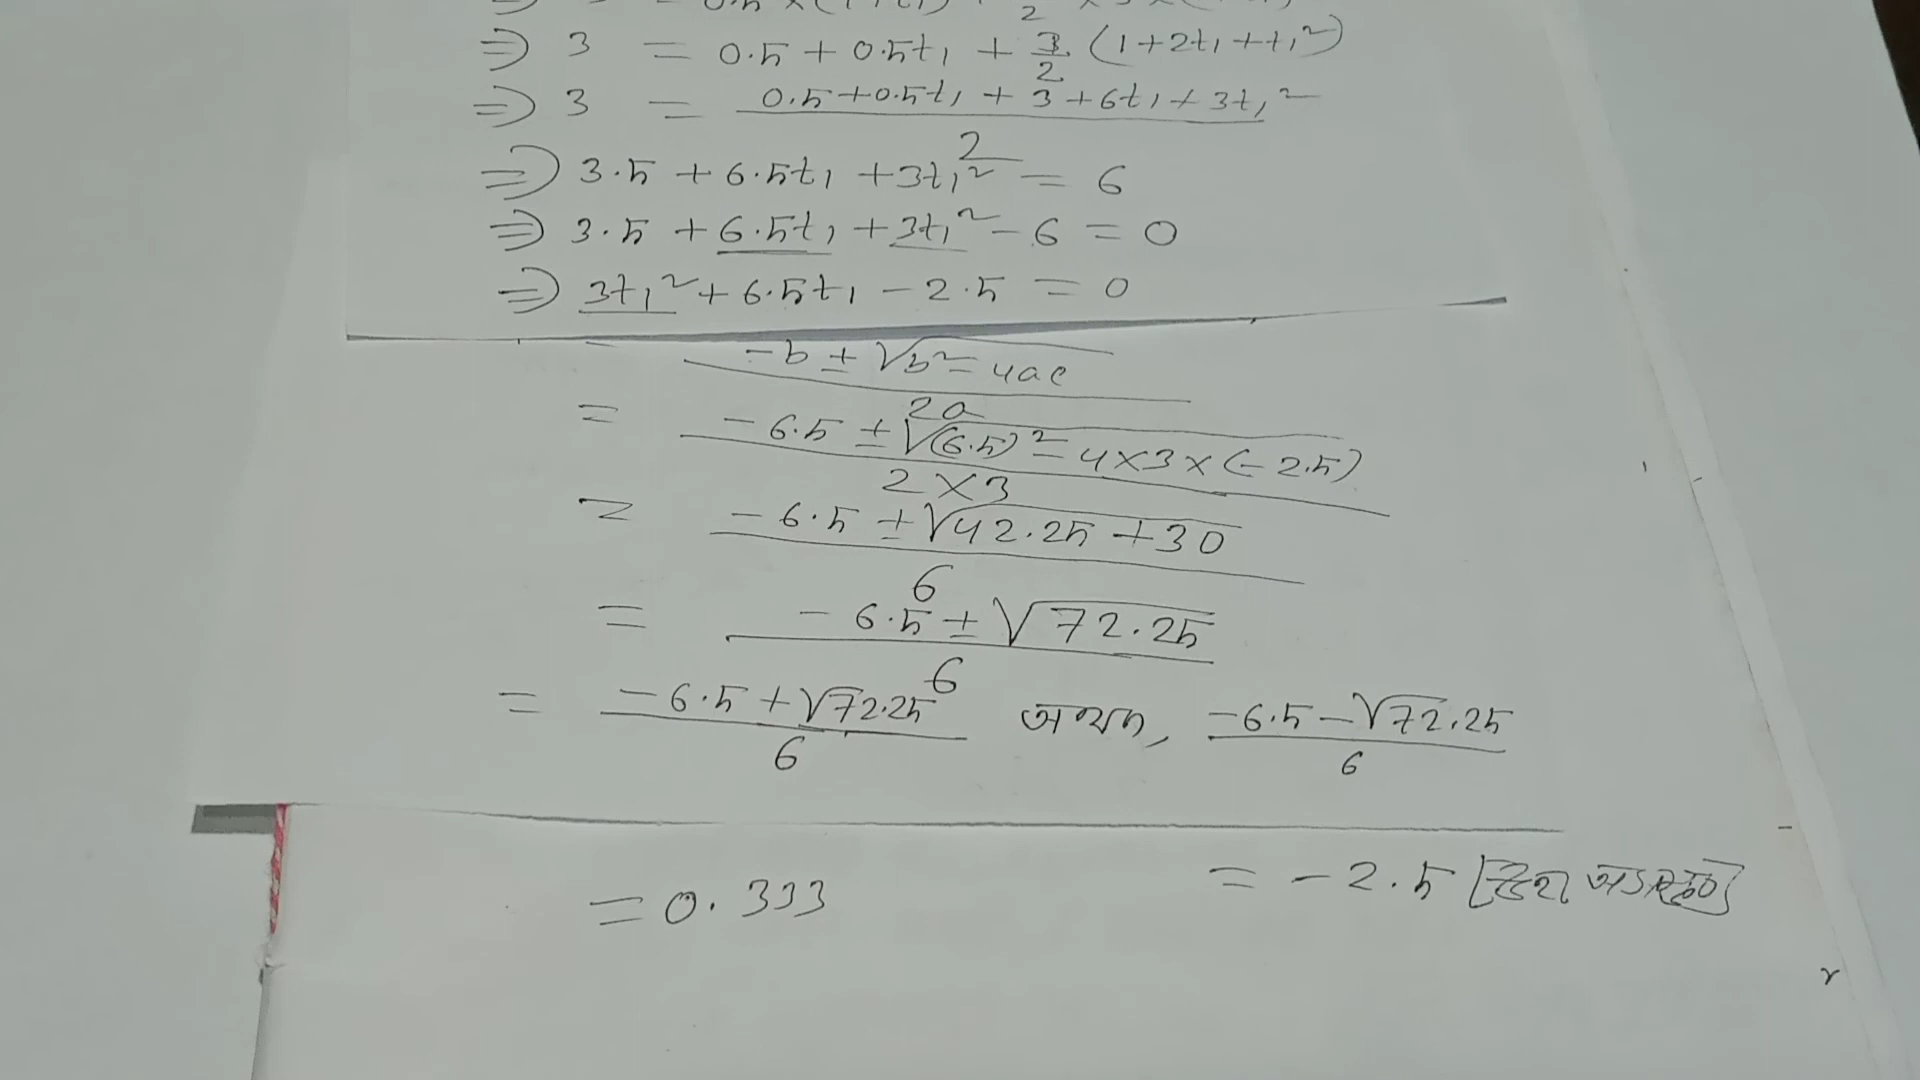 ⇒ 3 = 0.5 + 0.5t₁ + 3/2 (1+2t₁+t₁²)
⇒ 3 = (0.5+0.5t₁ + 3+6t₁+3t₁²)/2
⇒ 3.5 + 6.5t₁ + 3t₁² = 6
⇒ 3.5 + 6.5t₁ + 3t₁² - 6 = 0
⇒ 3t₁² + 6.5t₁ - 2.5 = 0
= (-b ± √b² - 4ac)/2a
= (-6.5 ± √(6.5)² - 4×3×(-2.5))/2×3
= (-6.5 ± √42.25 + 30)/6
= (-6.5 ± √72.25)/6
= (-6.5 + √72.25)/6 অথবা, (-6.5 - √72.25)/6
= 0.333 = -2.5 [ইহা অসম্ভব]